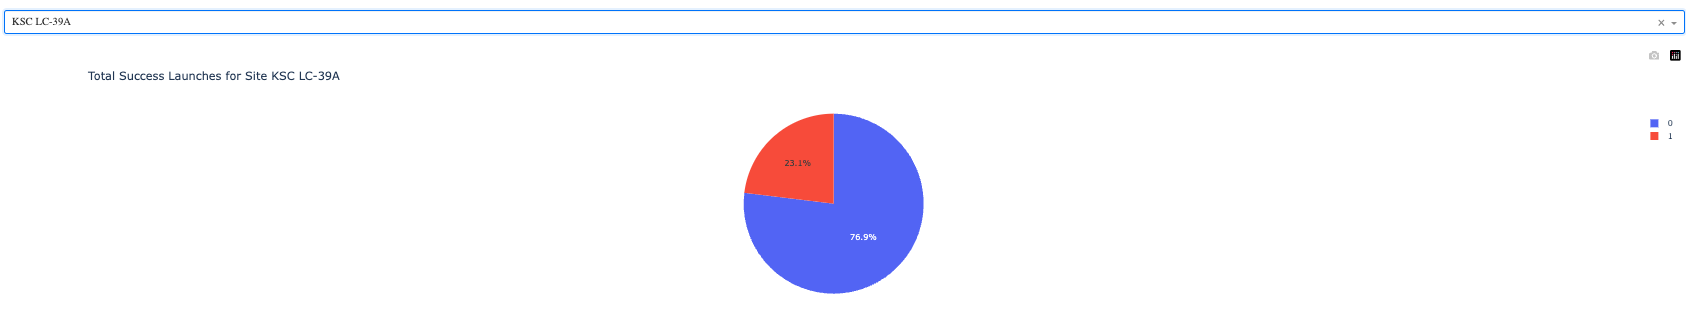 KSC LC-39A
Total Success Launches for Site KSC LC-39A
0
1
23.1%
76.9%